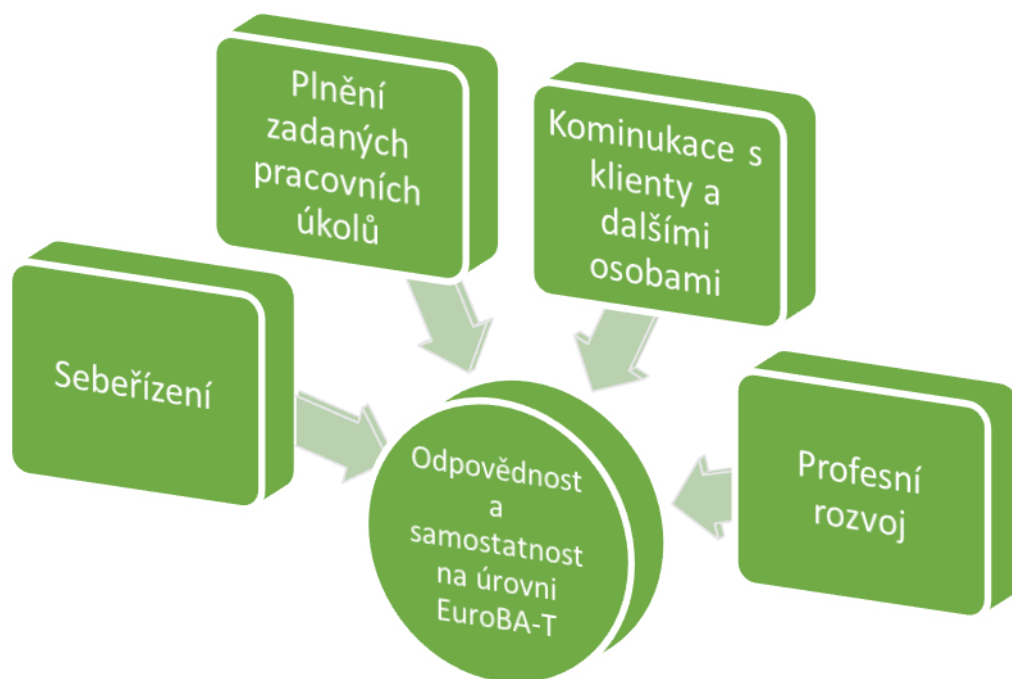 Plnění
zadaných
pracovních
úkolů
Kominukace s
klienty a
dalšími
osobami
Sebeřízení
Odpovědnost
a
samostatnost
na úrovni
EuroBA-T
Profesní
rozvoj